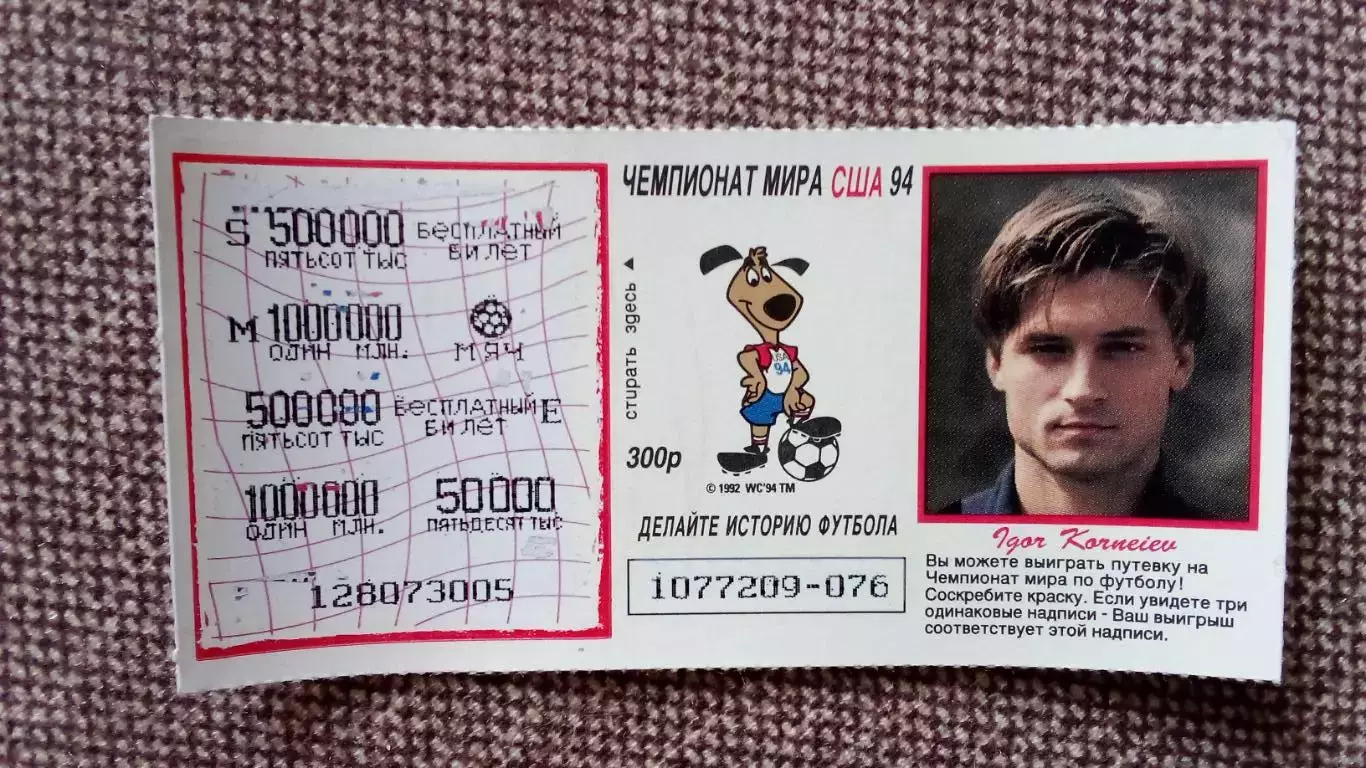 S 500000 БЕСПЛАТНЫЙ
ПЯТЬСОТ ТЫС БИЛЕТ
M 1000000
ОДИН МЛН. МЯЧ
500000 БЕСПЛАТНЫЙ E
ПЯТЬСОТ ТЫС БИЛЕТ
1000000 50000
ОДИН МЛН. ПЯТЬДЕСЯТ ТЫС
128073005
ЧЕМПИОНАТ МИРА США 94
стирать здесь
USA
94
300р
© 1992 WC'94 TM
ДЕЛАЙТЕ ИСТОРИЮ ФУТБОЛА
1077209-076
Igor Korneiev
Вы можете выиграть путевку на
Чемпионат мира по футболу!
Соскребите краску. Если увидете три
одинаковые надписи - Ваш выигрыш
соответствует этой надписи.